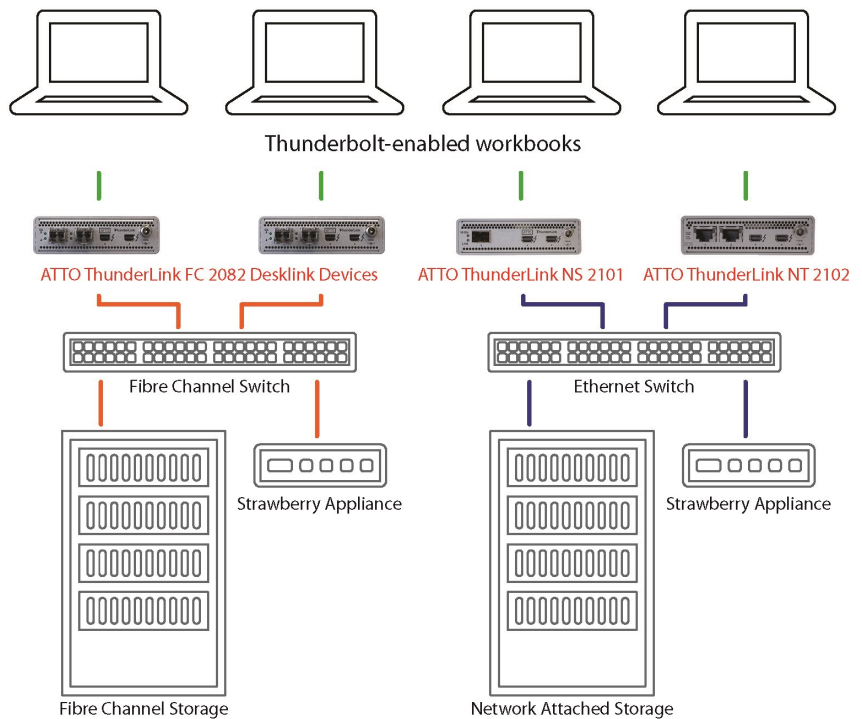 Thunderbolt-enabled workbooks
ATTO ThunderLink FC 2082 Desklink Devices
ATTO ThunderLink NS 2101
ATTO ThunderLink NT 2102
Fibre Channel Switch
Ethernet Switch
Strawberry Appliance
Strawberry Appliance
Fibre Channel Storage
Network Attached Storage